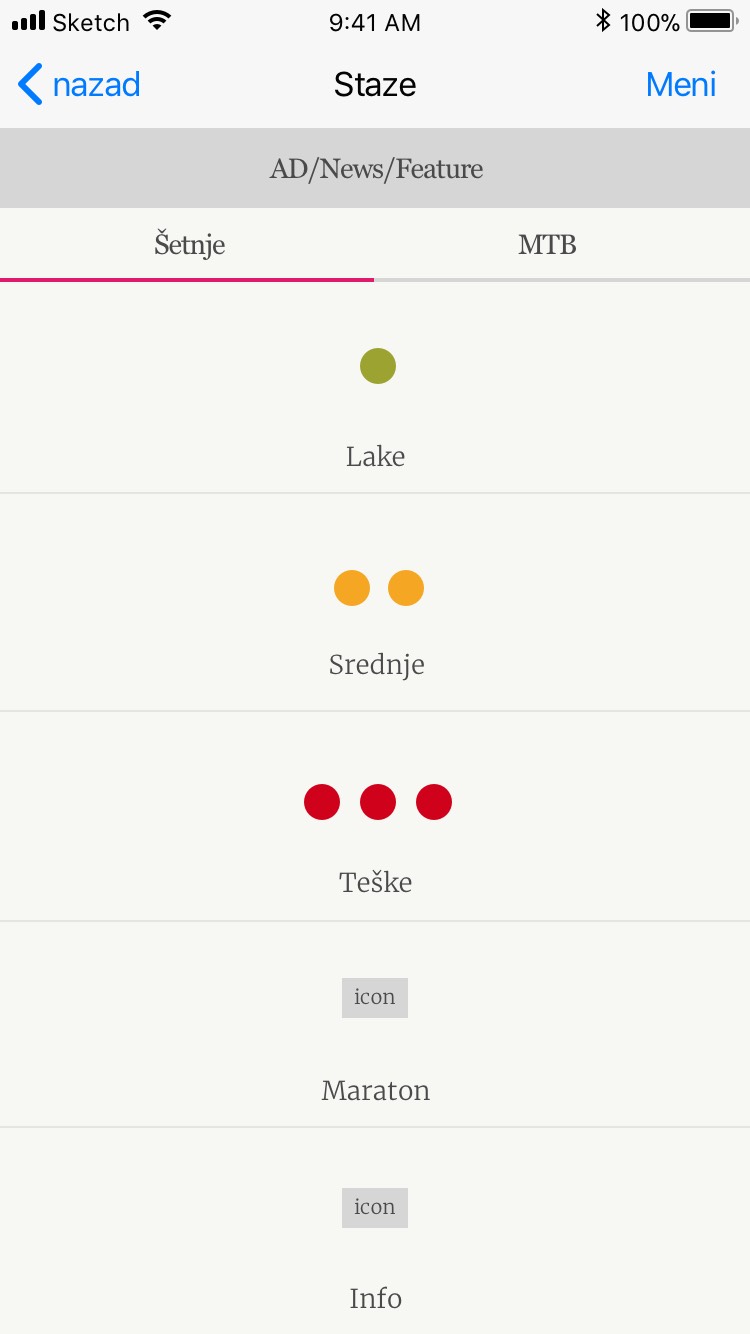 Sketch 9:41 AM 100%
nazad Staze Meni
AD/News/Feature
Šetnje MTB
Lake
Srednje
Teške
icon
Maraton
icon
Info